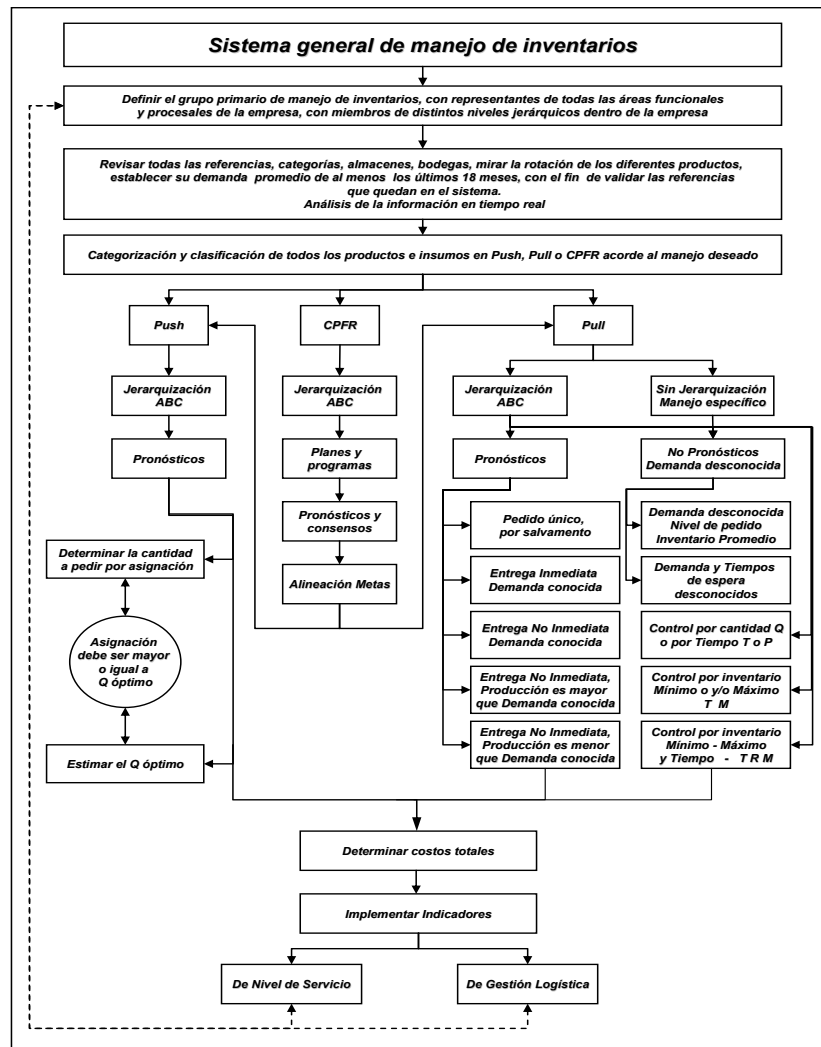 Sistema general de manejo de inventarios
Definir el grupo primario de manejo de inventarios, con representantes de todas las áreas funcionales
y procesales de la empresa, con miembros de distintos niveles jerárquicos dentro de la empresa
Revisar todas las referencias, categorías, almacenes, bodegas, mirar la rotación de los diferentes productos,
establecer su demanda promedio de al menos los últimos 18 meses, con el fin de validar las referencias
que quedan en el sistema.
Análisis de la información en tiempo real
Categorización y clasificación de todos los productos e insumos en Push, Pull o CPFR acorde al manejo deseado
Push
CPFR
Pull
Jerarquización
ABC
Jerarquización
ABC
Jerarquización
ABC
Sin Jerarquización
Manejo específico
Pronósticos
Planes y
programas
Pronósticos
No Pronósticos
Demanda desconocida
Pronósticos y
consensos
Alineación Metas
Determinar la cantidad
a pedir por asignación
Asignación
debe ser mayor
o igual a
Q óptimo
Estimar el Q óptimo
Pedido único,
por salvamento
Entrega Inmediata
Demanda conocida
Entrega No Inmediata
Demanda conocida
Entrega No Inmediata,
Producción es mayor
que Demanda conocida
Entrega No Inmediata,
Producción es menor
que Demanda conocida
Demanda desconocida
Nivel de pedido
Inventario Promedio
Demanda y Tiempos
de espera
desconocidos
Control por cantidad Q
o por Tiempo T o P
Control por inventario
Mínimo o y/o Máximo
T M
Control por inventario
Mínimo - Máximo
y Tiempo - T R M
Determinar costos totales
Implementar Indicadores
De Nivel de Servicio
De Gestión Logística